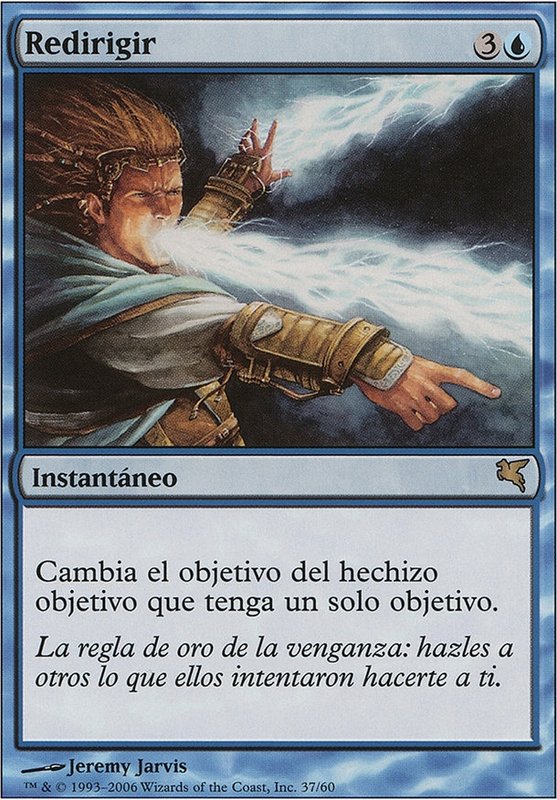 Redirigir 3
Instantáneo
Cambia el objetivo del hechizo
objetivo que tenga un solo objetivo.
La regla de oro de la venganza: hazles a
otros lo que ellos intentaron hacerte a ti.
Jeremy Jarvis
™ & © 1993–2006 Wizards of the Coast, Inc. 37/60